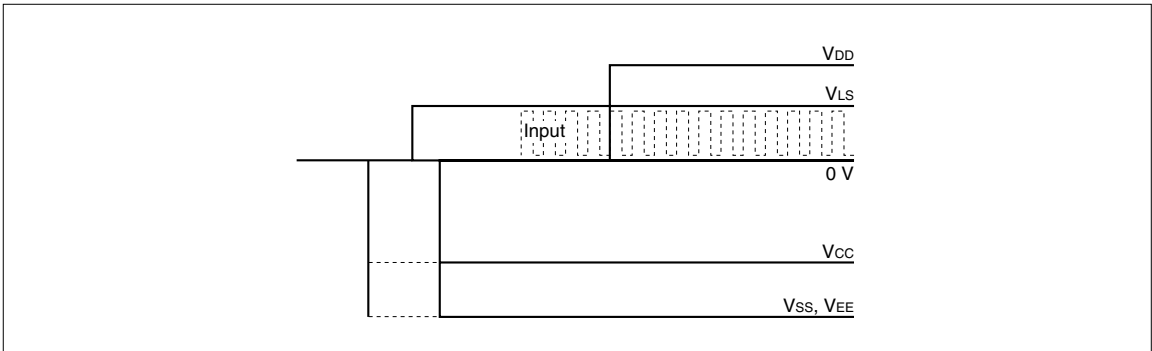 VDD
VLS
Input
0 V
VCC
VSS, VEE